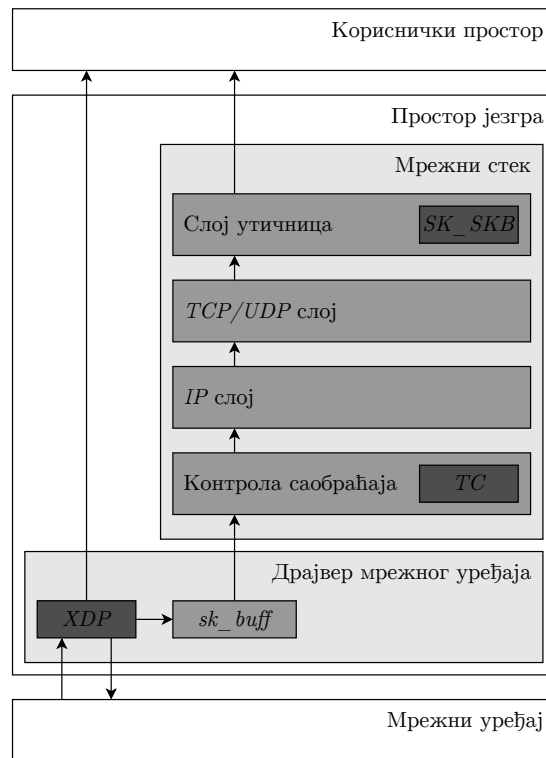 Кориснички простор
Простор језгра
Мрежни стек
Слој утичница
SK_SKB
TCP/UDP слој
IP слој
Контрола саобраћаја
TC
Драјвер мрежног уређаја
XDP
sk_buff
Мрежни уређај